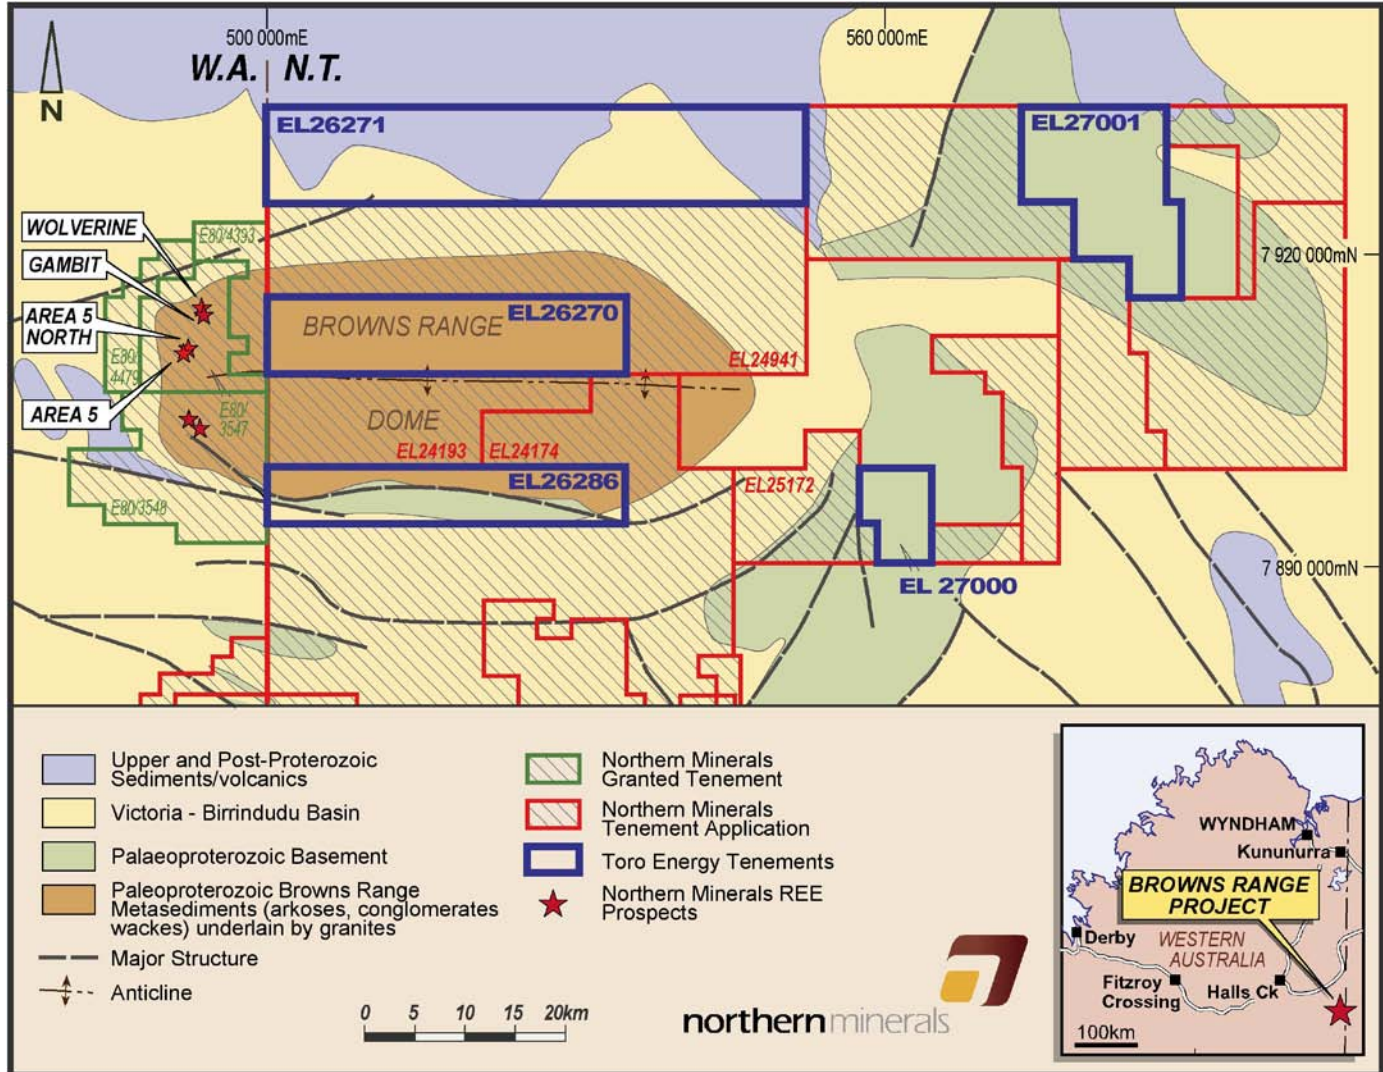 500 000mE
560 000mE
W.A. N.T.
N
EL26271
EL27001
WOLVERINE
E80/4393
GAMBIT
7 920 000mN
AREA 5
NORTH
BROWNS RANGE
EL26270
E80/
4479
EL24941
AREA 5
E80/
3547
DOME
EL24193
EL24174
EL26286
EL25172
E80/3548
7 890 000mN
EL 27000
Upper and Post-Proterozoic
Sediments/volcanics
Victoria - Birrindudu Basin
Palaeoproterozoic Basement
Paleoproterozoic Browns Range
Metasediments (arkoses, conglomerates
wackes) underlain by granites
Major Structure
Anticline
Northern Minerals
Granted Tenement
Northern Minerals
Tenement Application
Toro Energy Tenements
Northern Minerals REE
Prospects
0 5 10 15 20km
northernminerals
WYNDHAM
Kununurra
BROWNS RANGE
PROJECT
Derby
WESTERN
AUSTRALIA
Fitzroy
Crossing
Halls Ck
100km